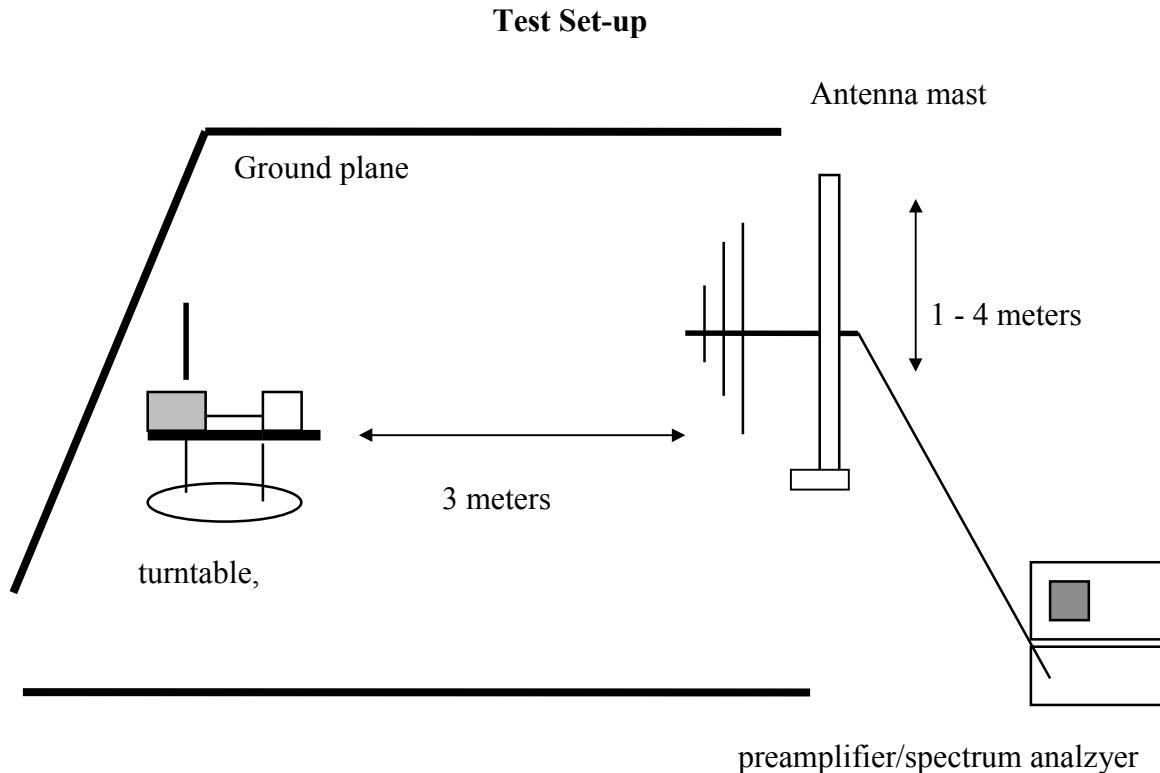 Test Set-up
Antenna mast
Ground plane
1 - 4 meters
3 meters
turntable,
preamplifier/spectrum analzyer